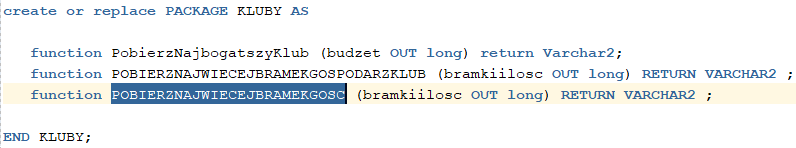 create or replace PACKAGE KLUBY AS
function PobierzNajbogatszyKlub (budzet OUT long) return Varchar2;
function POBIERZNAJWIECEJBRAMEKGOSPODARZKLUB (bramkiilosc OUT long) RETURN VARCHAR2 ;
function POBIERZNAJWIECEJBRAMEKGOSC (bramkiilosc OUT long) RETURN VARCHAR2 ;
END KLUBY;